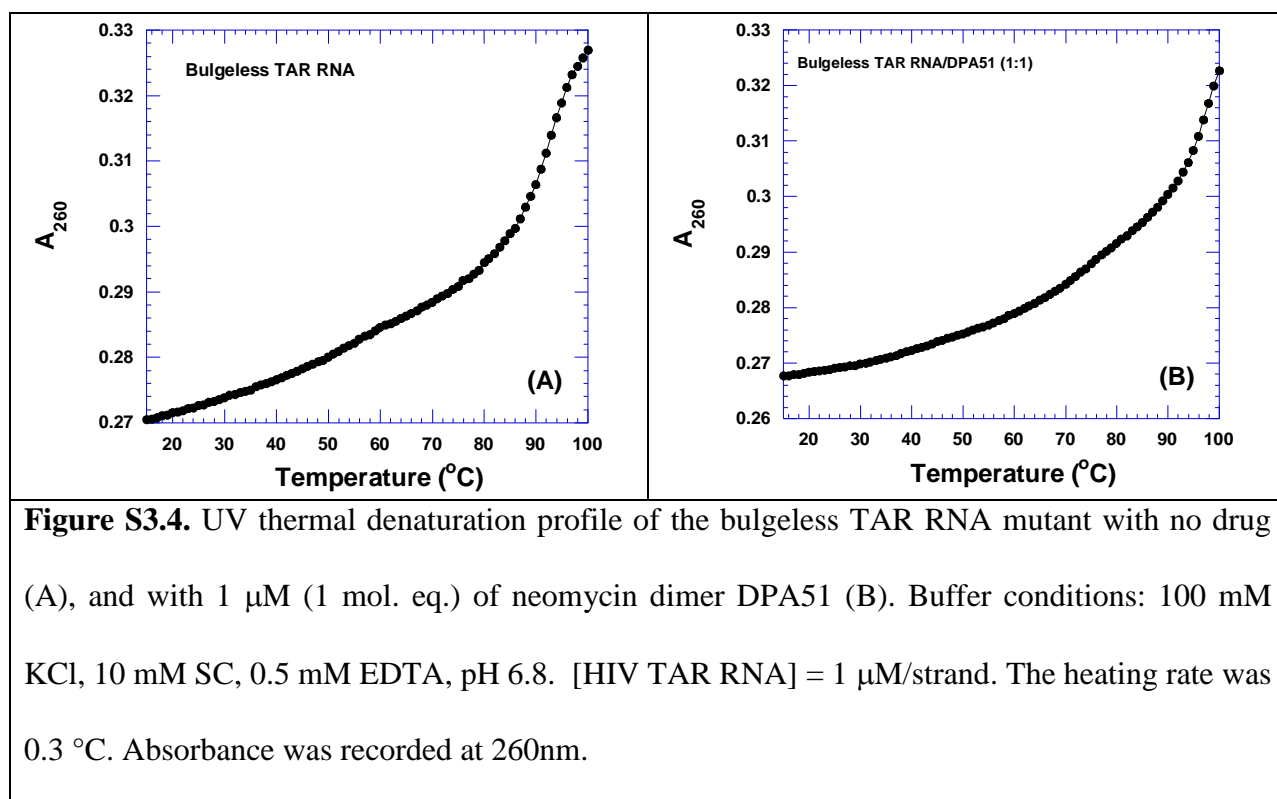 0.33
0.32
0.31
0.3
0.29
0.28
0.27
A260
Bulgeless TAR RNA
(A)
20 30 40 50 60 70 80 90 100
Temperature (°C)
0.33
0.32
0.31
0.3
0.29
0.28
0.27
0.26
A260
Bulgeless TAR RNA/DPA51 (1:1)
(B)
20 30 40 50 60 70 80 90 100
Temperature (°C)
Figure S3.4. UV thermal denaturation profile of the bulgeless TAR RNA mutant with no drug
(A), and with 1 μM (1 mol. eq.) of neomycin dimer DPA51 (B). Buffer conditions: 100 mM
KCl, 10 mM SC, 0.5 mM EDTA, pH 6.8. [HIV TAR RNA] = 1 μM/strand. The heating rate was
0.3 °C. Absorbance was recorded at 260nm.